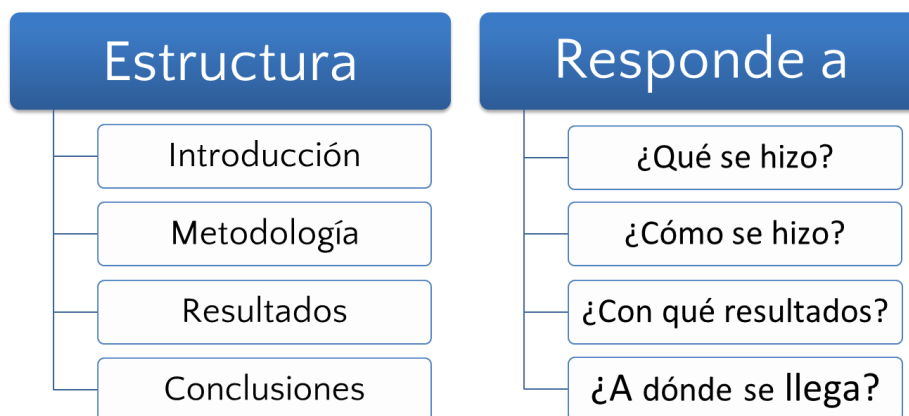 Estructura
Introducción
Metodología
Resultados
Conclusiones
Responde a
¿Qué se hizo?
¿Cómo se hizo?
¿Con qué resultados?
¿A dónde se llega?